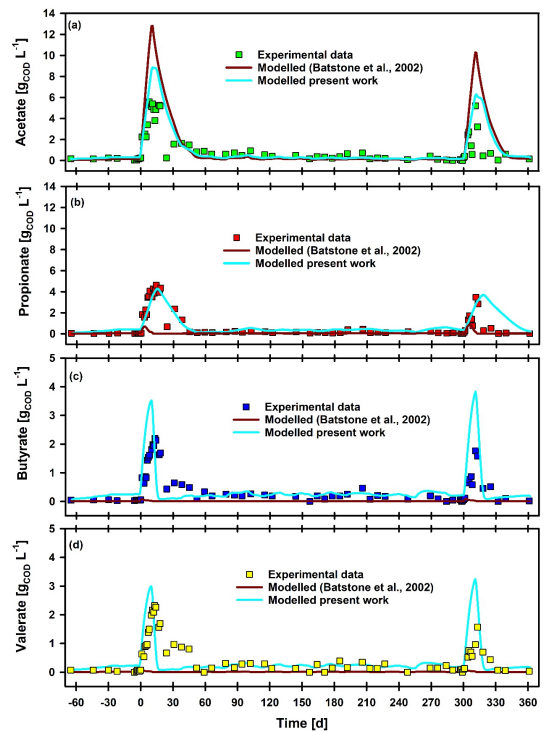 (a)
Acetate [gCOD L-1]
14
12
10
8
6
4
2
0
Experimental data
Modelled (Batstone et al., 2002)
Modelled present work
(b)
Propionate [gCOD L-1]
14
12
10
8
6
4
2
0
Experimental data
Modelled (Batstone et al., 2002)
Modelled present work
(c)
Butyrate [gCOD L-1]
5
4
3
2
1
0
Experimental data
Modelled (Batstone et al., 2002)
Modelled present work
(d)
Valerate [gCOD L-1]
5
4
3
2
1
0
Experimental data
Modelled (Batstone et al., 2002)
Modelled present work
-60 -30 0 30 60 90 120 150 180 210 240 270 300 330 360
Time [d]